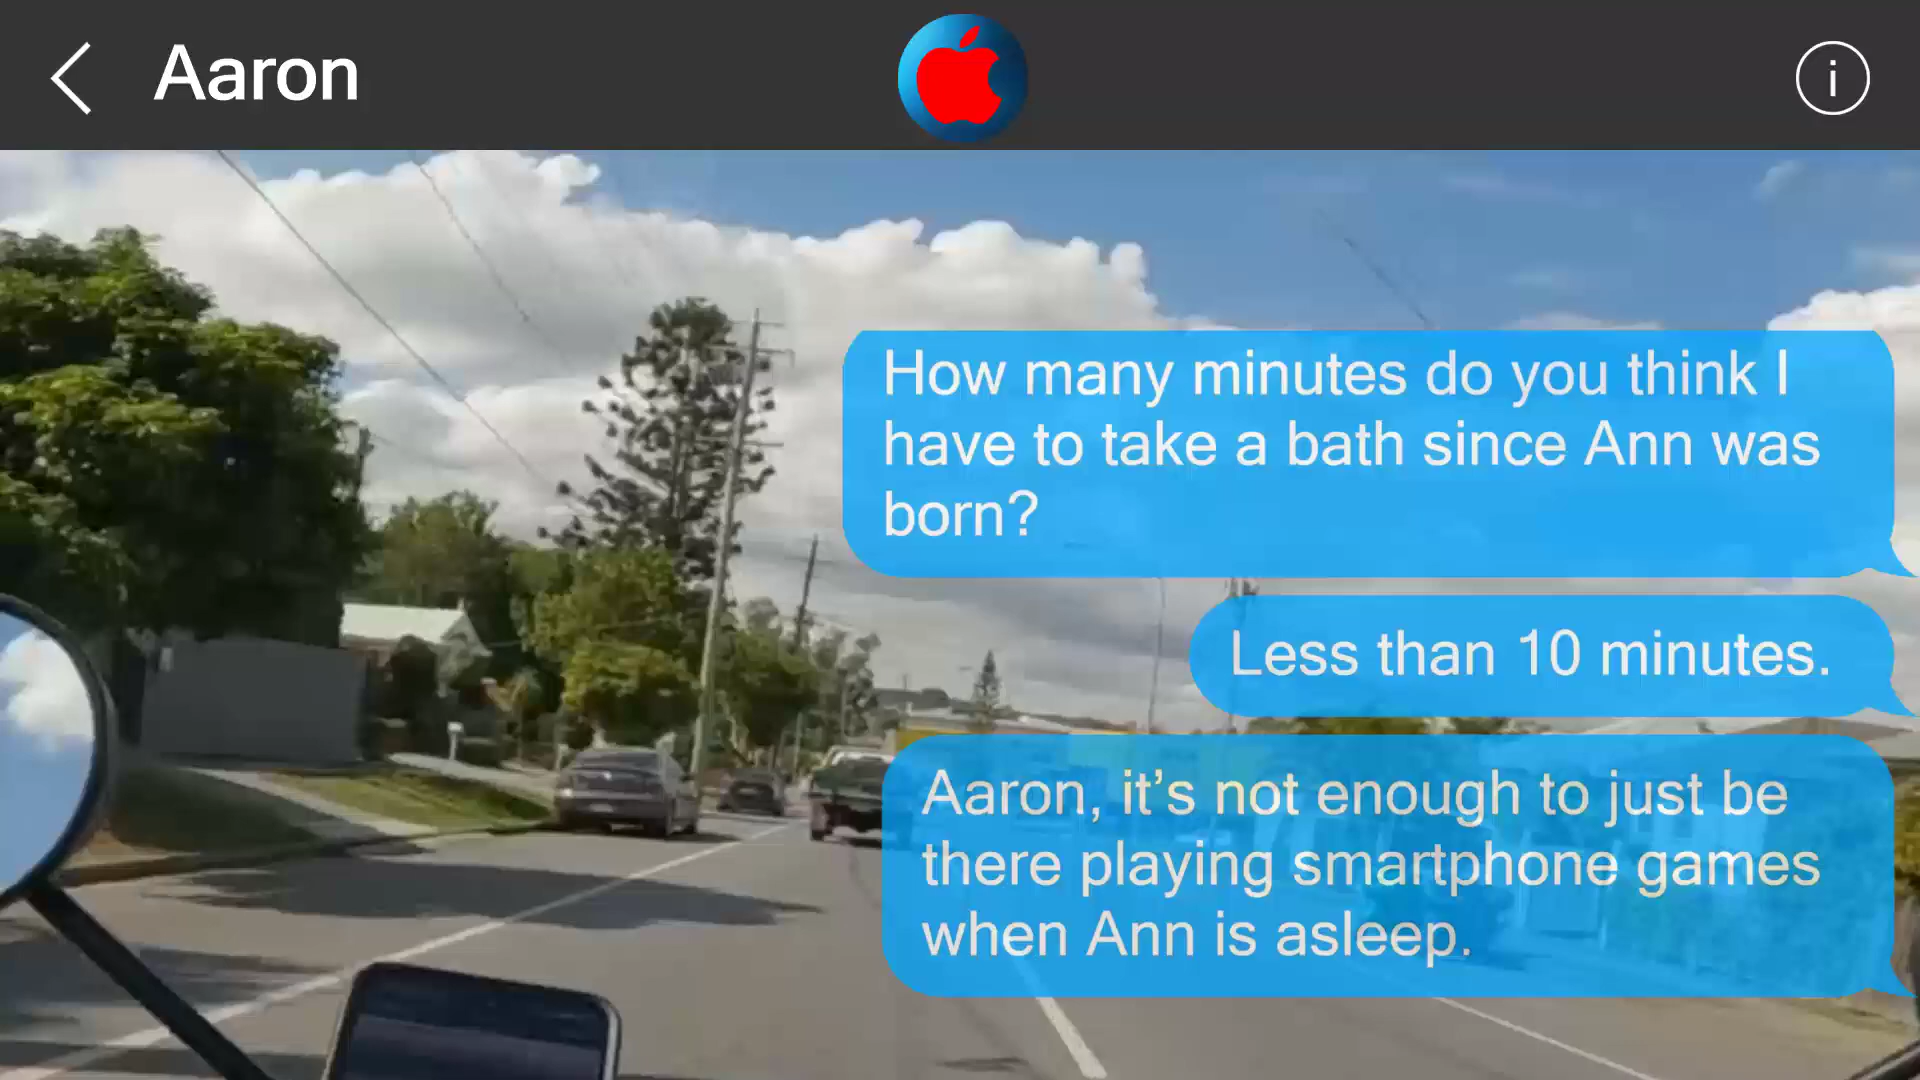 Aaron
i
How many minutes do you think I
have to take a bath since Ann was
born?
Less than 10 minutes.
Aaron, it’s not enough to just be
there playing smartphone games
when Ann is asleep.